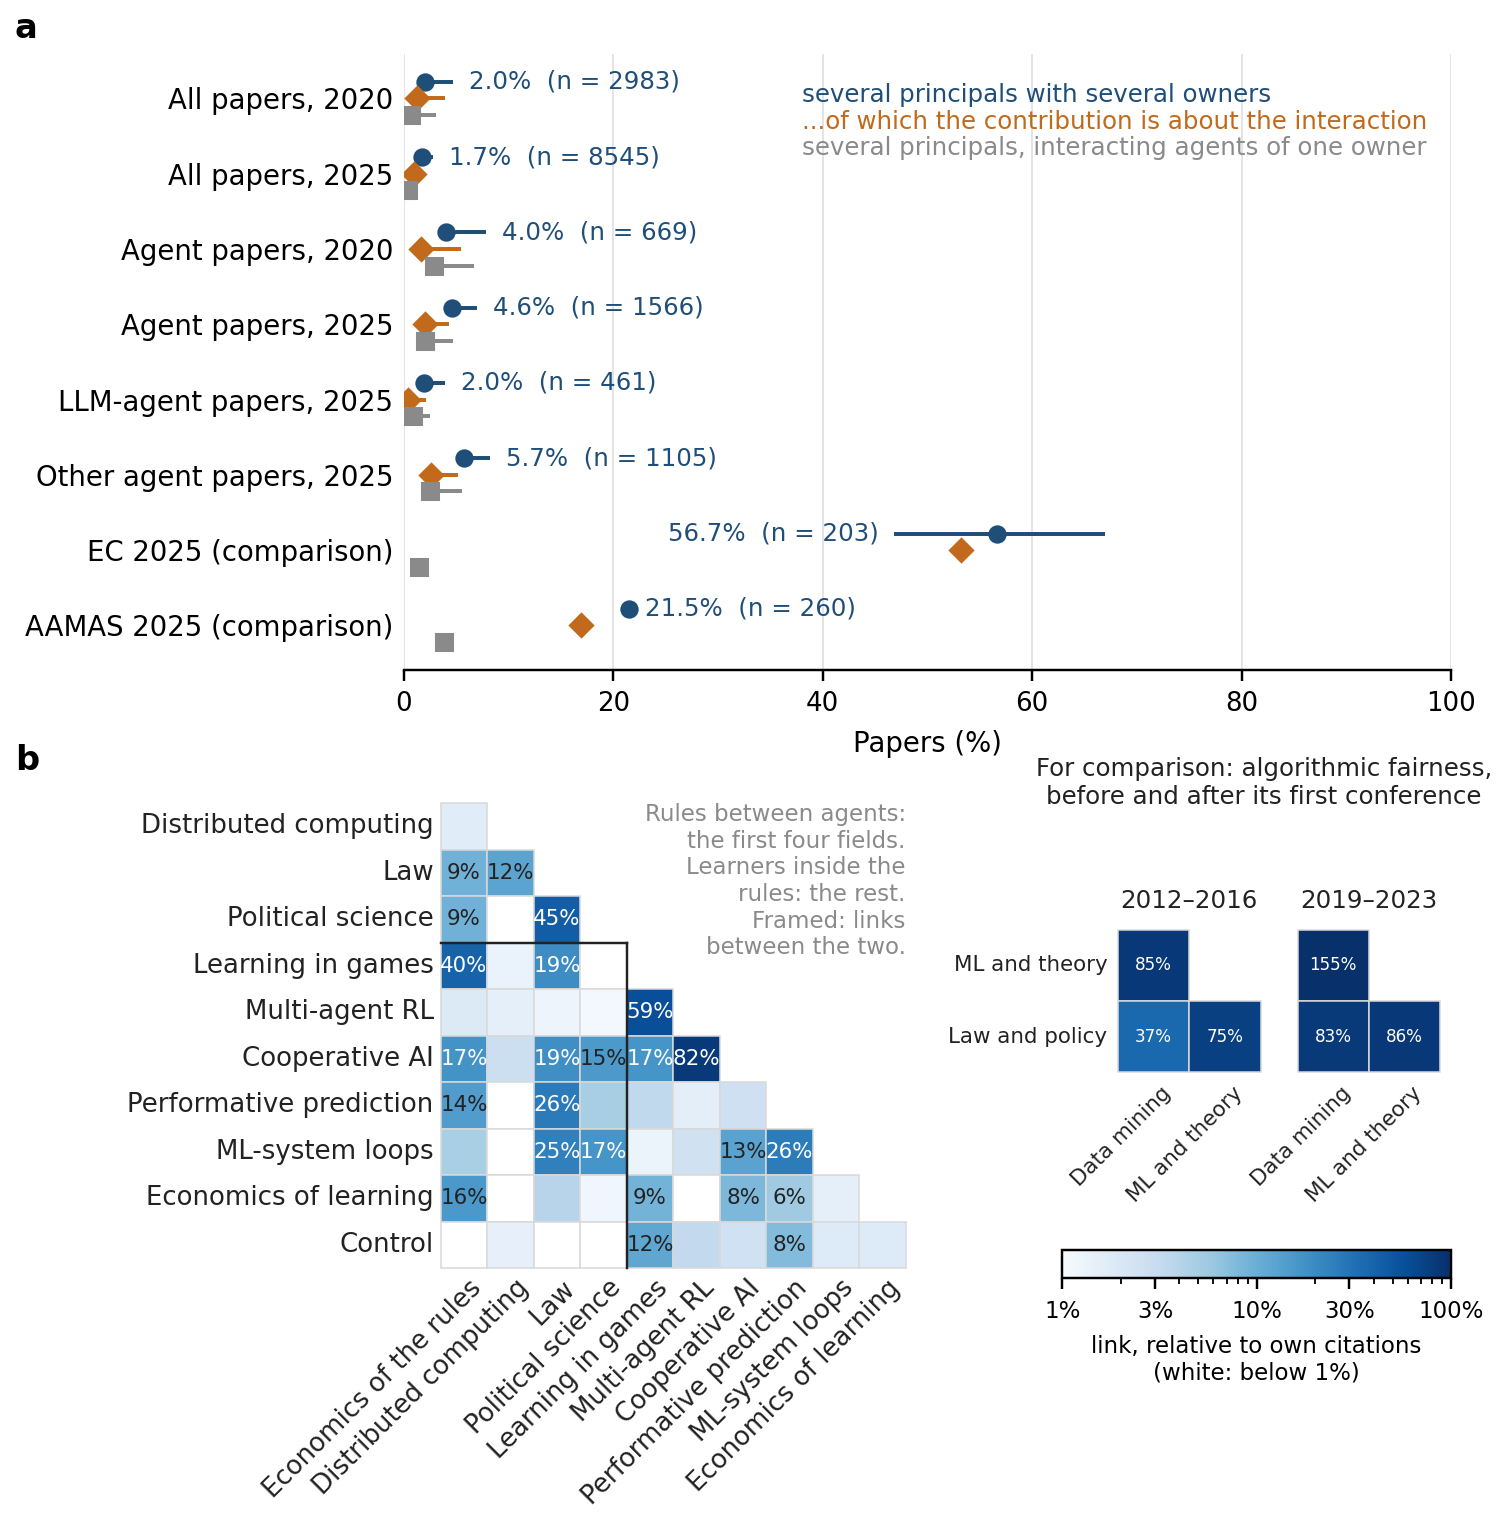 a
All papers, 2020
2.0%  (n = 2983)
several principals with several owners
...of which the contribution is about the interaction
several principals, interacting agents of one owner
All papers, 2025
1.7%  (n = 8545)
Agent papers, 2020
4.0%  (n = 669)
Agent papers, 2025
4.6%  (n = 1566)
LLM-agent papers, 2025
2.0%  (n = 461)
Other agent papers, 2025
5.7%  (n = 1105)
EC 2025 (comparison)
56.7%  (n = 203)
AAMAS 2025 (comparison)
21.5%  (n = 260)
0 20 40 60 80 100
Papers (%)
b
Rules between agents:
the first four fields.
Learners inside the
rules: the rest.
Framed: links
between the two.
Distributed computing
Law 9% 12%
Political science 9% 45%
Learning in games 40% 19%
Multi-agent RL 59%
Cooperative AI 17% 19% 15% 17% 82%
Performative prediction 14% 26%
ML-system loops 25% 17% 13% 26%
Economics of learning 16% 9% 8% 6%
Control 12% 8%
Economics of the rules
Distributed computing
Law
Political science
Learning in games
Multi-agent RL
Cooperative AI
Performative prediction
ML-system loops
Economics of learning
For comparison: algorithmic fairness,
before and after its first conference
2012–2016 2019–2023
ML and theory 85% 155%
Law and policy 37% 75% 83% 86%
Data mining
ML and theory
Data mining
ML and theory
1% 3% 10% 30% 100%
link, relative to own citations
(white: below 1%)